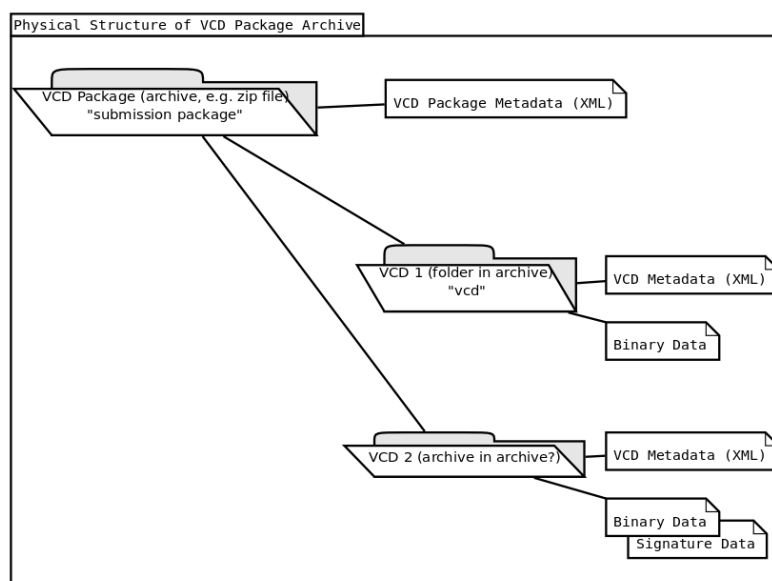 Physical Structure of VCD Package Archive
VCD Package (archive, e.g. zip file)
"submission package"
VCD Package Metadata (XML)
VCD 1 (folder in archive)
"vcd"
VCD Metadata (XML)
Binary Data
VCD 2 (archive in archive?)
VCD Metadata (XML)
Binary Data
Signature Data